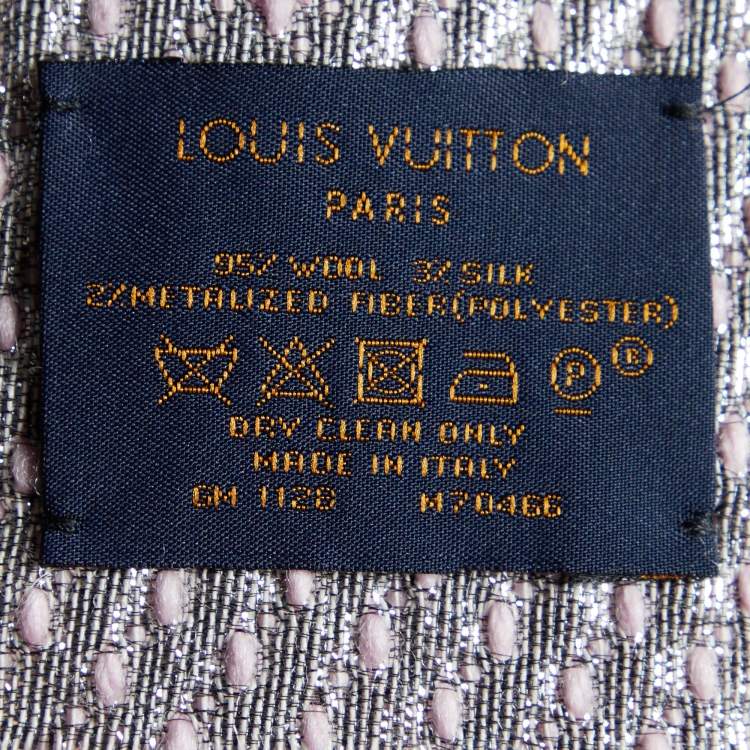 LOUIS VUITTON
PARIS
95% WOOL 3% SILK
2%METALIZED FIBER(POLYESTER)
P ®
DRY CLEAN ONLY
MADE IN ITALY
GM 1128 M70466